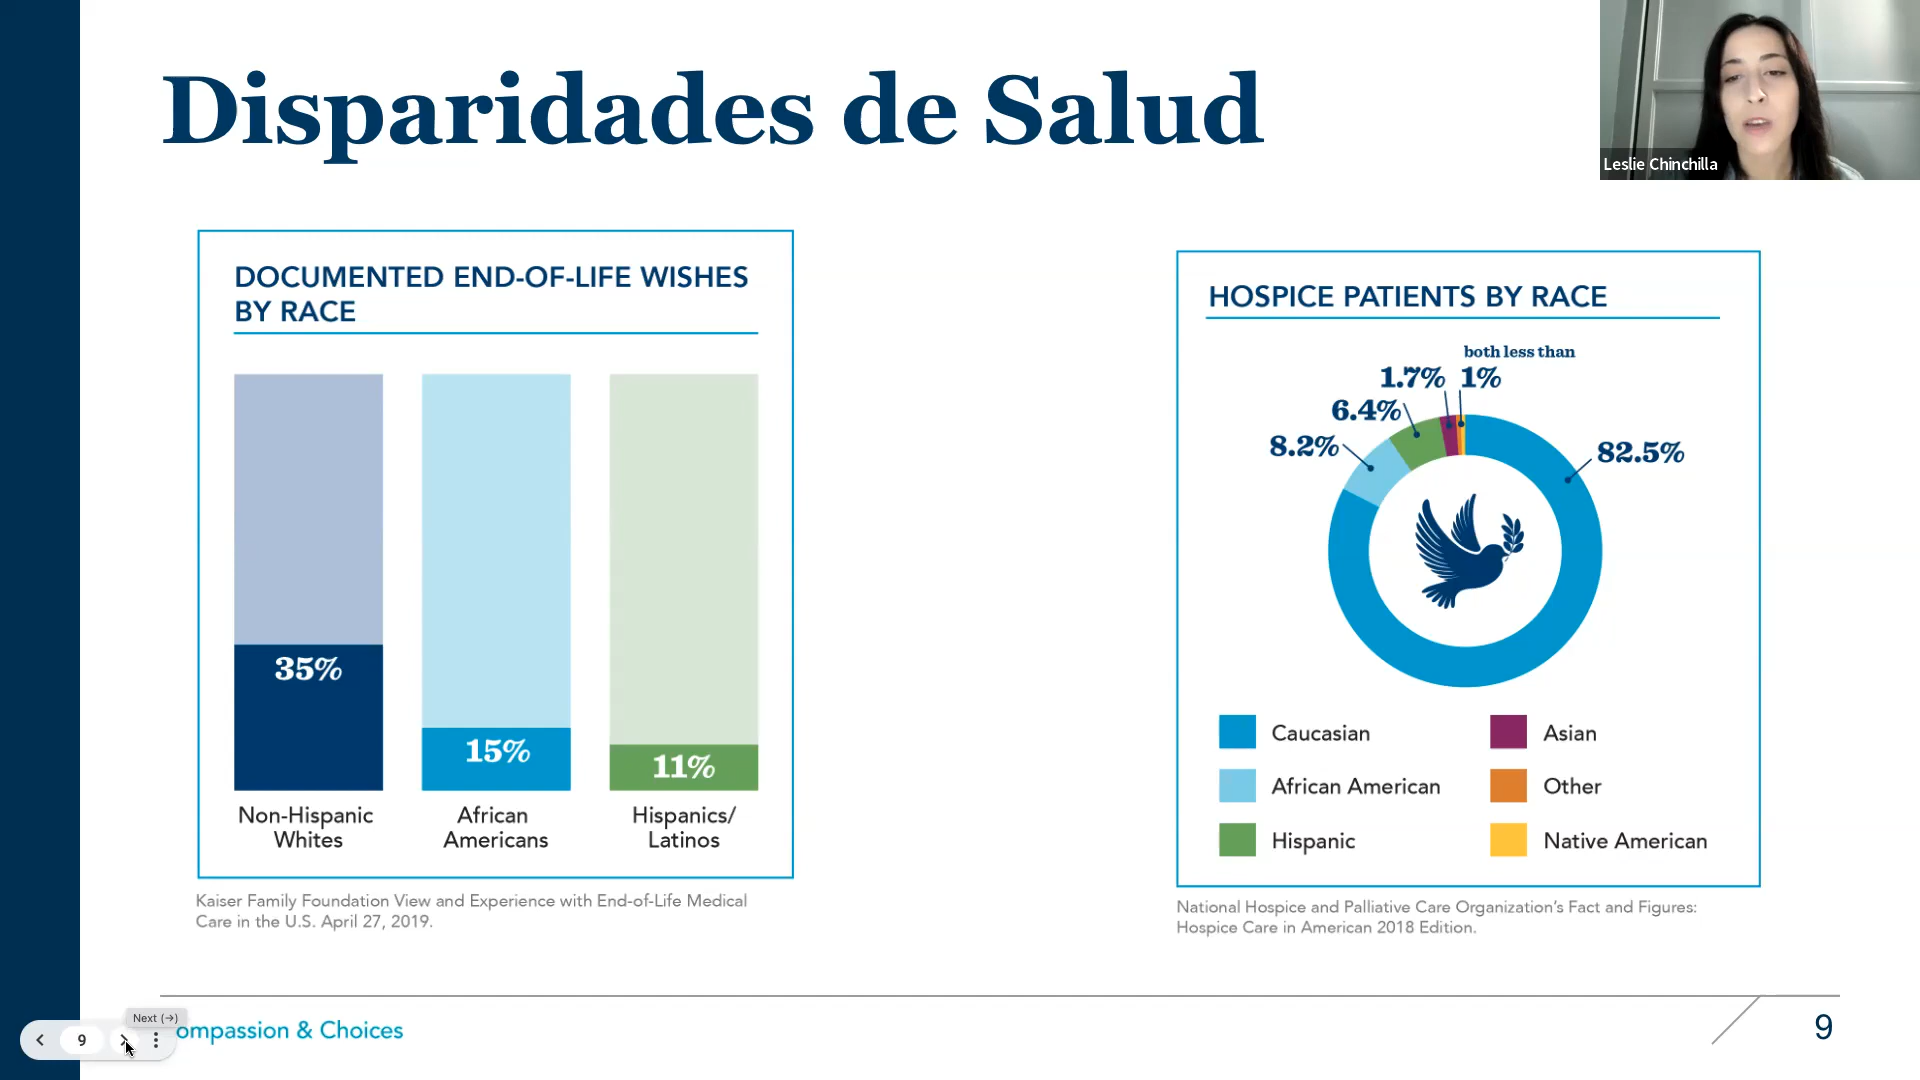 Disparidades de Salud
Leslie Chinchilla
DOCUMENTED END-OF-LIFE WISHES
BY RACE
35%
15%
11%
Non-Hispanic
Whites
African
Americans
Hispanics/
Latinos
Kaiser Family Foundation View and Experience with End-of-Life Medical
Care in the U.S. April 27, 2019.
HOSPICE PATIENTS BY RACE
both less than
1.7%
1%
6.4%
8.2%
82.5%
Caucasian
African American
Hispanic
Asian
Other
Native American
National Hospice and Palliative Care Organization's Fact and Figures:
Hospice Care in American 2018 Edition.
Next (→)
9
ompassion & Choices
9